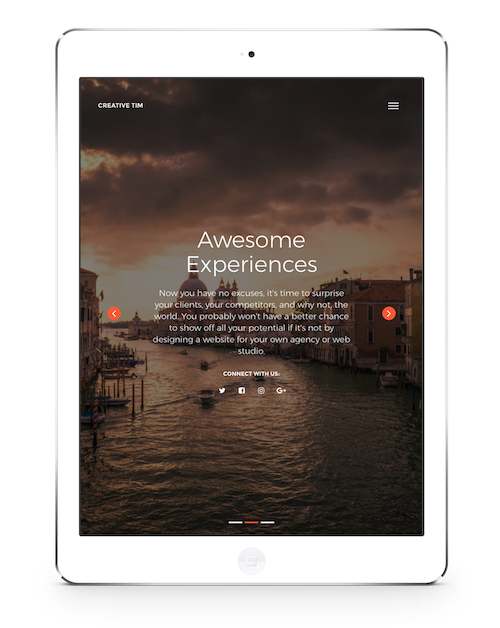 CREATIVE TIM
Awesome
Experiences
Now you have no excuses, it's time to surprise
your clients, your competitors, and why not, the
world. You probably won't have a better chance
to show off all your potential if it's not by
designing a website for your own agency or web
studio.
CONNECT WITH US:
G+